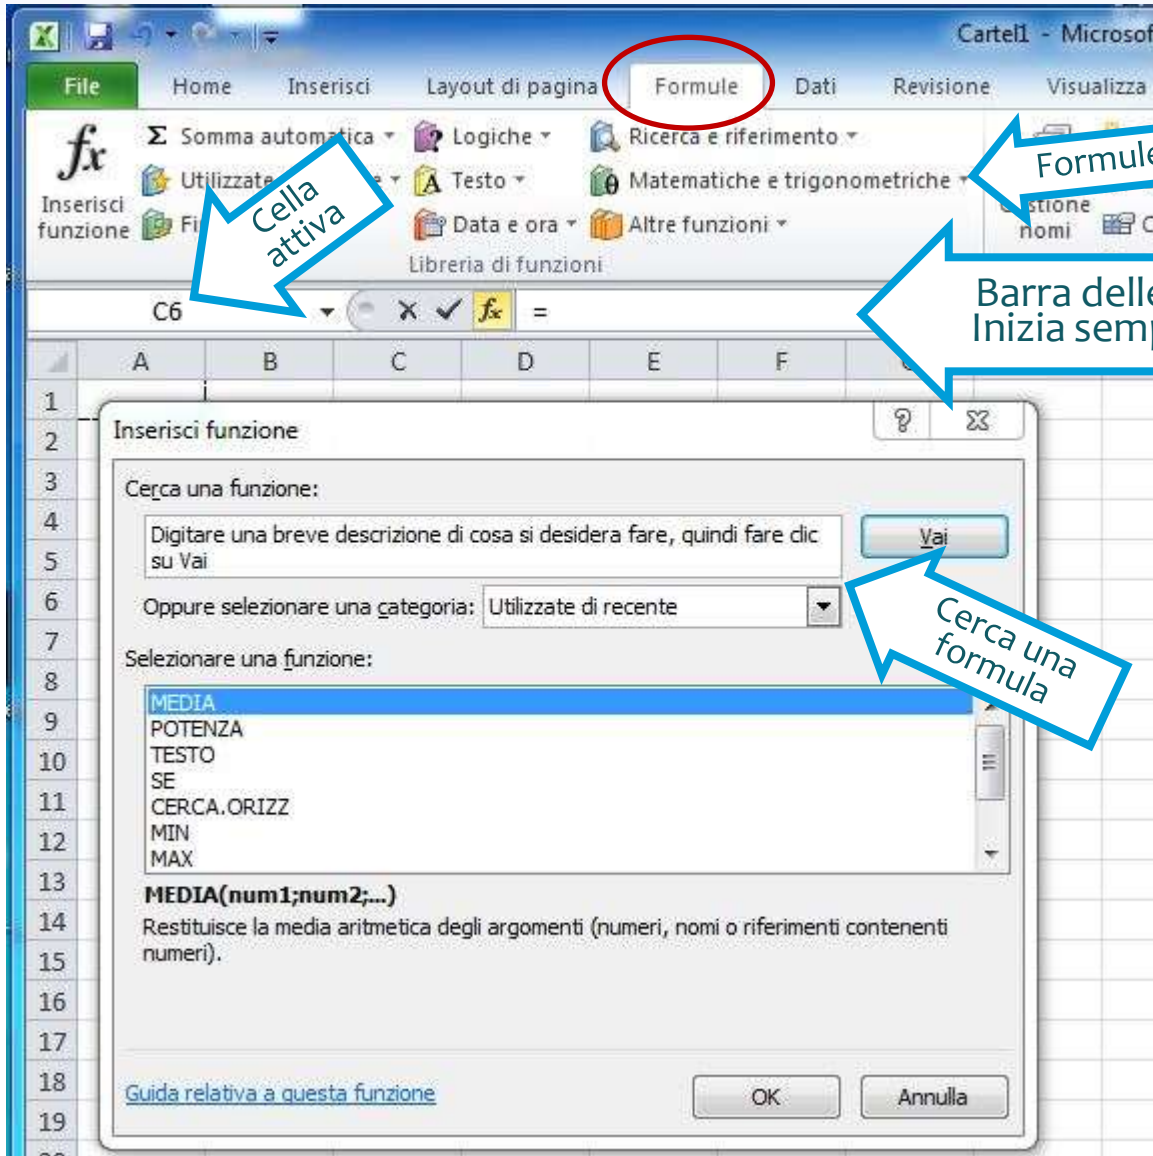 Cartel1 - Microsof
File Home Inserisci Layout di pagina Formule Dati Revisione Visualizza
fx Σ Somma automatica Logiche Ricerca e riferimento
Formule
Utilizzate Testo Matematiche e trigonometriche
Inserisci
funzione Data e ora Altre funzioni
nomi
Cella
attiva
Libreria di funzioni
C6 fx =
Barra delle
Inizia
A B C D E F
1
2
3
4
5
6
7
8
9
10
11
12
13
14
15
16
17
18
19
Inserisci funzione
Cerca una funzione:
Digitare una breve descrizione di cosa si desidera fare, quindi fare clic
su Vai
Vai
Oppure selezionare una categoria: Utilizzate di recente
Cerca una
formula
Selezionare una funzione:
MEDIA
POTENZA
TESTO
SE
CERCA.ORIZZ
MIN
MAX
MEDIA(num1;num2;...)
Restituisce la media aritmetica degli argomenti (numeri, nomi o riferimenti contenenti
numeri).
Guida relativa a questa funzione
OK Annulla